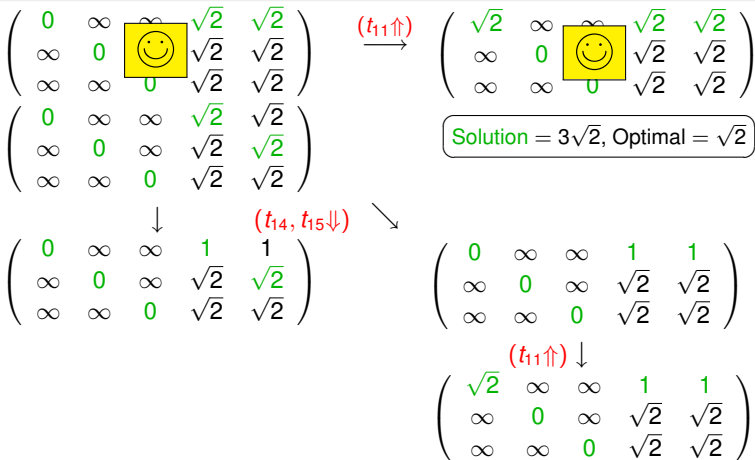 0 ∞ ∞ √2 √2
∞ 0 √2 √2
∞ ∞ 0 √2 √2
(t₁₁⇑)
⟶
√2 ∞ ∞ √2 √2
∞ 0 √2 √2
∞ ∞ 0 √2 √2
0 ∞ ∞ √2 √2
∞ 0 ∞ √2 √2
∞ ∞ 0 √2 √2
Solution = 3√2, Optimal = √2
↓ (t₁₄, t₁₅⇓) ↘
0 ∞ ∞ 1 1
∞ 0 ∞ √2 √2
∞ ∞ 0 √2 √2
0 ∞ ∞ 1 1
∞ 0 ∞ √2 √2
∞ ∞ 0 √2 √2
(t₁₁⇑) ↓
√2 ∞ ∞ 1 1
∞ 0 ∞ √2 √2
∞ ∞ 0 √2 √2